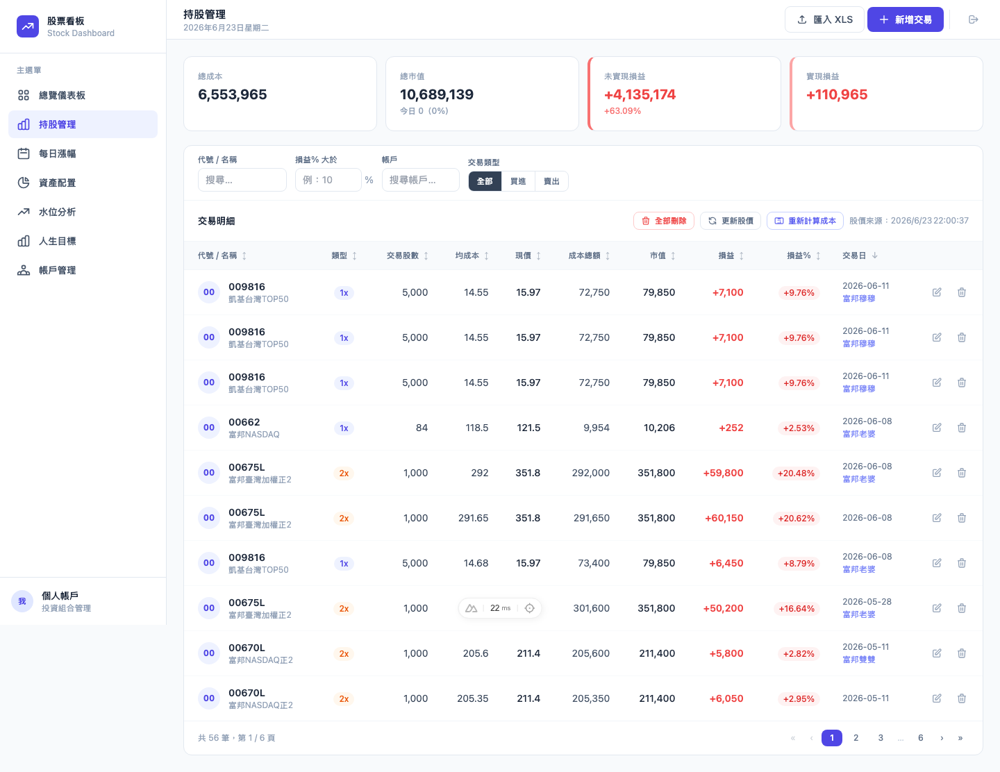 股票看板
Stock Dashboard
主選單
總覽儀表板
持股管理
每日漲幅
資產配置
水位分析
人生目標
帳戶管理
我
個人帳戶
投資組合管理
持股管理
2026年6月23日星期二
匯入 XLS
新增交易
總成本
6,553,965
總市值
10,689,139
今日 0 (0%)
未實現損益
+4,135,174
+63.09%
實現損益
+110,965
代號 / 名稱
搜尋...
損益% 大於
例：10 %
帳戶
搜尋帳戶...
交易類型
全部 買進 賣出
交易明細
全部刪除 更新股價 重新計算成本 股價來源：2026/6/23 22:00:37
代號 / 名稱 類型 交易股數 均成本 現價 成本總額 市值 損益 損益% 交易日
00 009816 凱基台灣TOP50 1x 5,000 14.55 15.97 72,750 79,850 +7,100 +9.76% 2026-06-11 富邦穆穆
00 009816 凱基台灣TOP50 1x 5,000 14.55 15.97 72,750 79,850 +7,100 +9.76% 2026-06-11 富邦穆穆
00 009816 凱基台灣TOP50 1x 5,000 14.55 15.97 72,750 79,850 +7,100 +9.76% 2026-06-11 富邦穆穆
00 00662 富邦NASDAQ 1x 84 118.5 121.5 9,954 10,206 +252 +2.53% 2026-06-08 富邦老婆
00 00675L 富邦臺灣加權正2 2x 1,000 292 351.8 292,000 351,800 +59,800 +20.48% 2026-06-08 富邦老婆
00 00675L 富邦臺灣加權正2 2x 1,000 291.65 351.8 291,650 351,800 +60,150 +20.62% 2026-06-08
00 009816 凱基台灣TOP50 1x 5,000 14.68 15.97 73,400 79,850 +6,450 +8.79% 2026-06-08 富邦老婆
00 00675L 富邦臺灣加權正2 2x 1,000 22 ms 301,600 351,800 +50,200 +16.64% 2026-05-28 富邦老婆
00 00670L 富邦NASDAQ正2 2x 1,000 205.6 211.4 205,600 211,400 +5,800 +2.82% 2026-05-11 富邦雙雙
00 00670L 富邦NASDAQ正2 2x 1,000 205.35 211.4 205,350 211,400 +6,050 +2.95% 2026-05-11
共 56 筆，第 1 / 6 頁
« ‹ 1 2 3 ... 6 › »